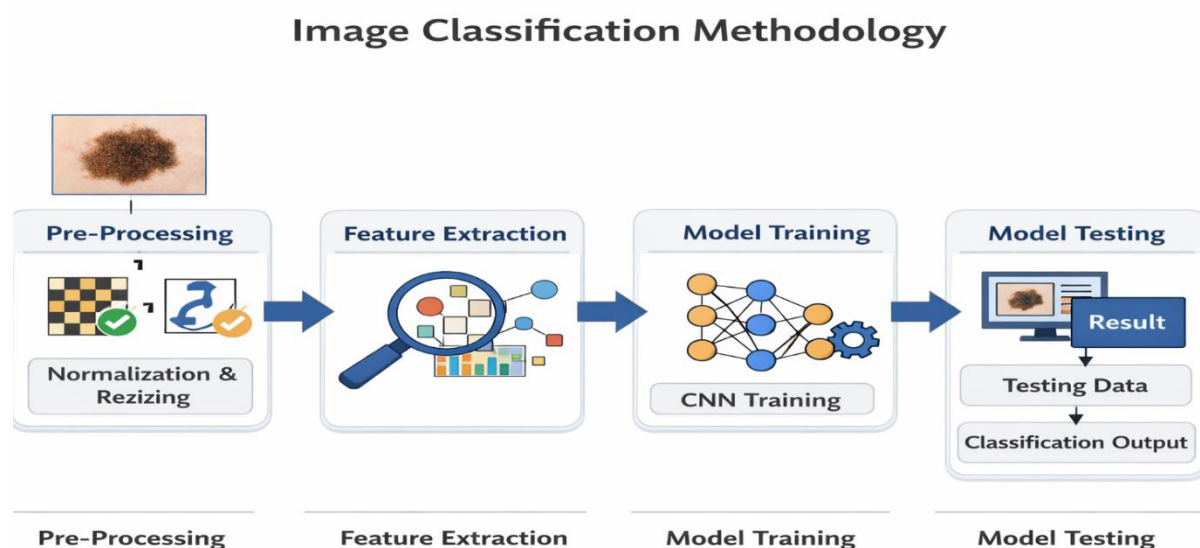 Image Classification Methodology
Pre-Processing
Normalization &
Rezizing
Feature Extraction
Model Training
CNN Training
Model Testing
Result
Testing Data
Classification Output
Pre-Processing
Feature Extraction
Model Training
Model Testing